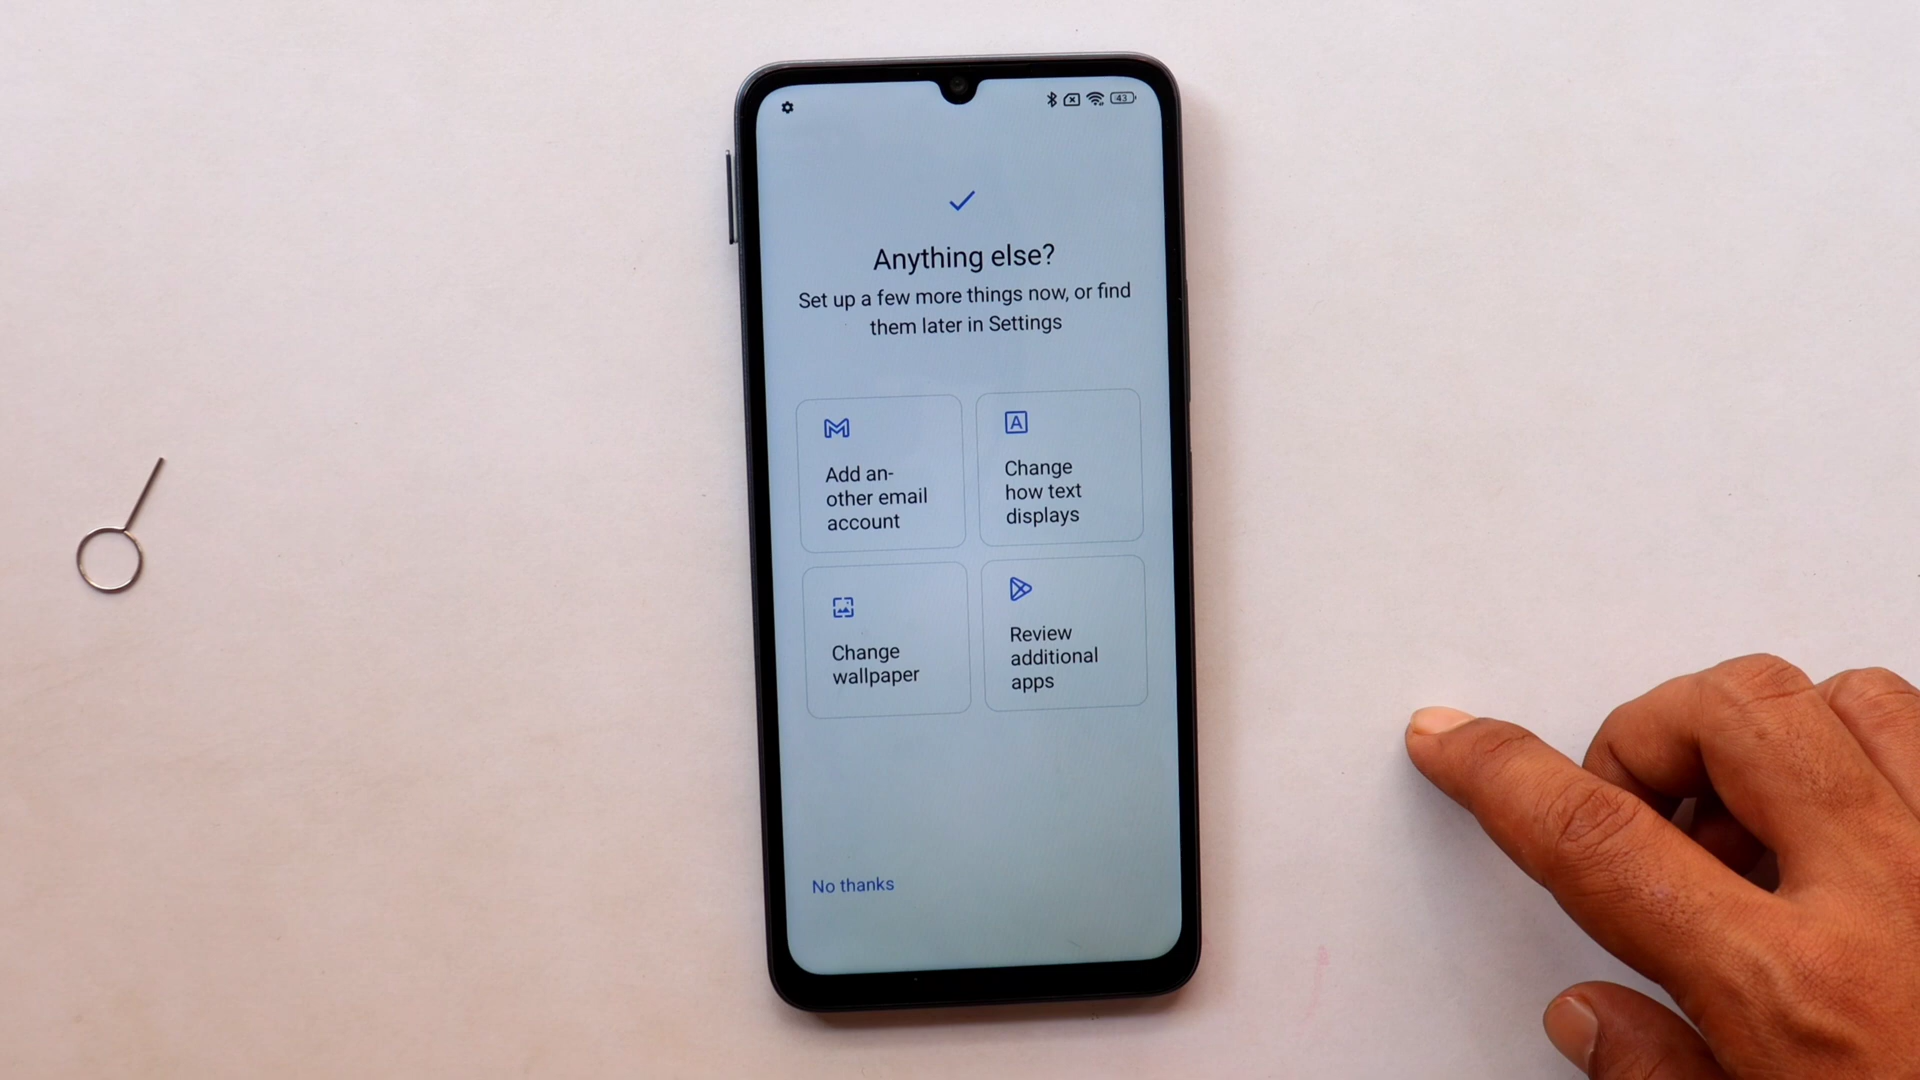 43
Anything else?
Set up a few more things now, or find
them later in Settings
Add an-
other email
account
Change
how text
displays
Change
wallpaper
Review
additional
apps
No thanks